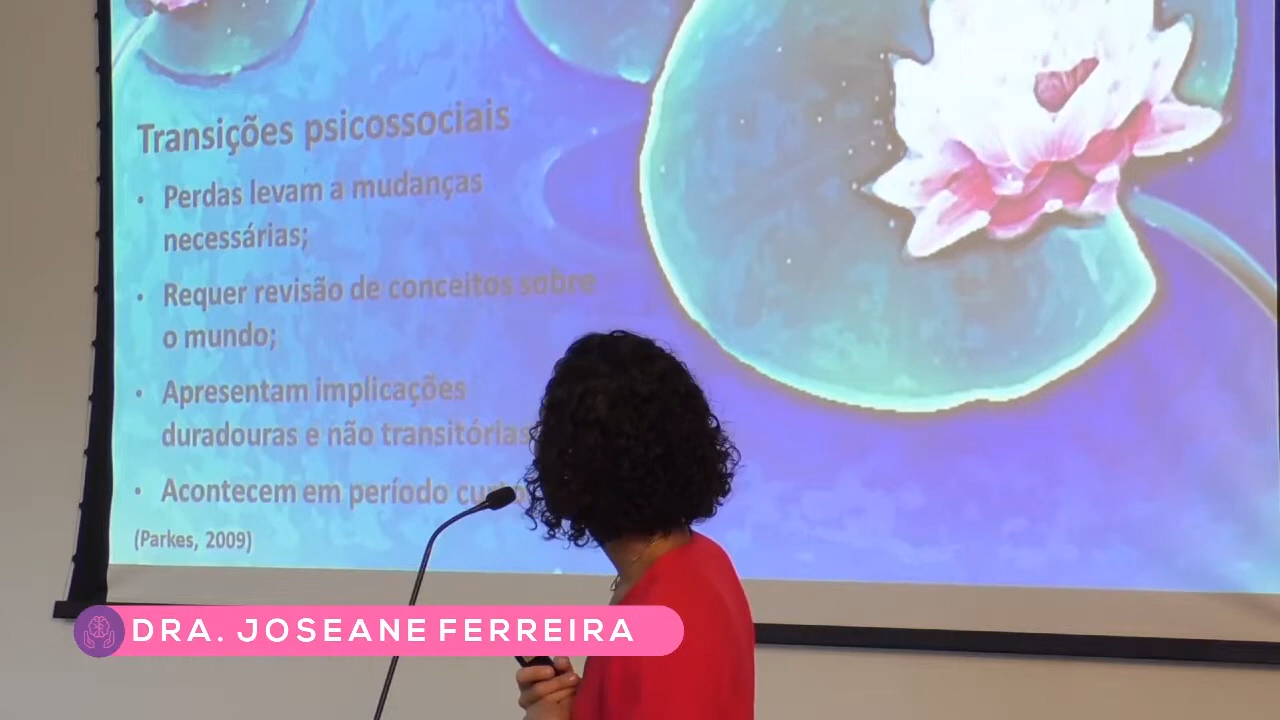 Transições psicossociais
• Perdas levam a mudanças
necessárias;
• Requer revisão de conceitos sobre
o mundo;
• Apresentam implicações
duradouras e não transitórias
• Acontecem em período
(Parkes, 2009)
DRA. JOSEANE FERREIRA